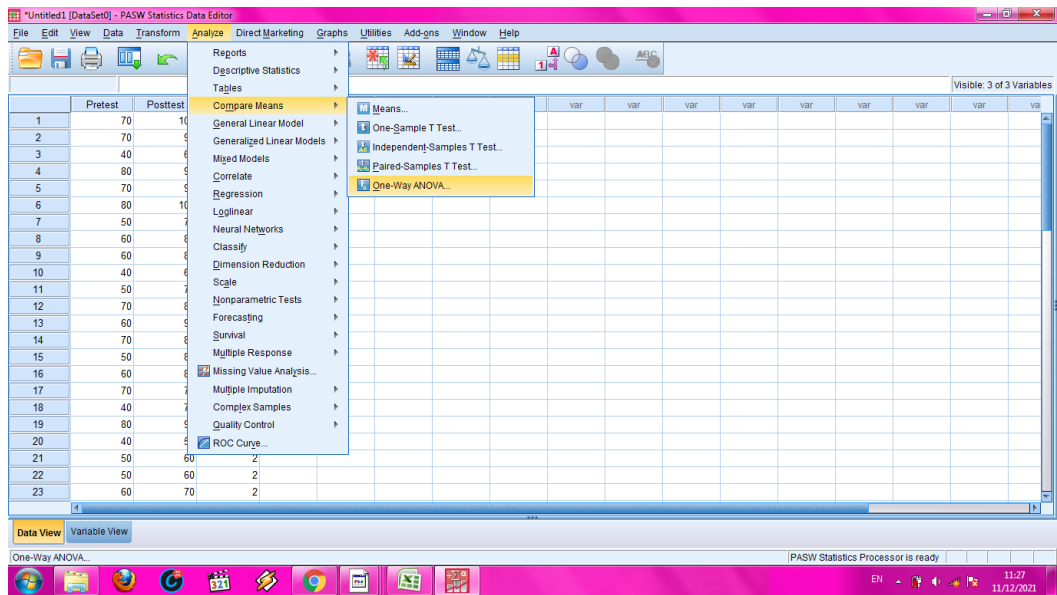 *Untitled1 [DataSet0] - PASW Statistics Data Editor
File Edit View Data Transform Analyze Direct Marketing Graphs Utilities Add-ons Window Help
Visible: 3 of 3 Variables
Pretest Posttest var var var var var var var
1 70
2 70
3 40
4 80
5 70
6 80
7 50
8 60
9 60
10 40
11 50
12 70
13 60
14 70
15 50
16 60
17 70
18 40
19 80
20 40
21 50 60 2
22 50 60 2
23 60 70 2
Reports
Descriptive Statistics
Tables
Compare Means
General Linear Model
Generalized Linear Models
Mixed Models
Correlate
Regression
Loglinear
Neural Networks
Classify
Dimension Reduction
Scale
Nonparametric Tests
Forecasting
Survival
Multiple Response
Missing Value Analysis...
Multiple Imputation
Complex Samples
Quality Control
ROC Curve...
Means...
One-Sample T Test...
Independent-Samples T Test...
Paired-Samples T Test...
One-Way ANOVA...
Data View Variable View
One-Way ANOVA...
PASW Statistics Processor is ready
EN
11:27
11/12/2021